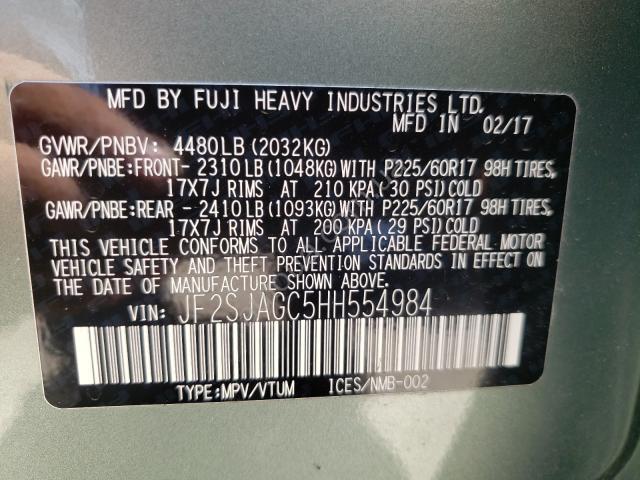 MFD BY FUJI HEAVY INDUSTRIES LTD.
MFD IN 02/17
GVWR/PNBV: 4480LB(2032KG)
GAWR/PNBE:FRONT- 2310LB(1048KG)WITH P225/60R17 98H TIRES,
17X7J RIMS AT 210 KPA(30 PSI)COLD
GAWR/PNBE:REAR - 2410LB(1093KG)WITH P225/60R17 98H TIRES,
17X7J RIMS AT 200 KPA(29 PSI)COLD
THIS VEHICLE CONFORMS TO ALL APPLICABLE FEDERAL MOTOR
VEHICLE SAFETY AND THEFT PREVENTION STANDARDS IN EFFECT ON THE
DATE OF MANUFACTURE SHOWN ABOVE.
VIN: JF2SJAGC5HH554984
TYPE:MPV/VTUM ICES/NMB-002